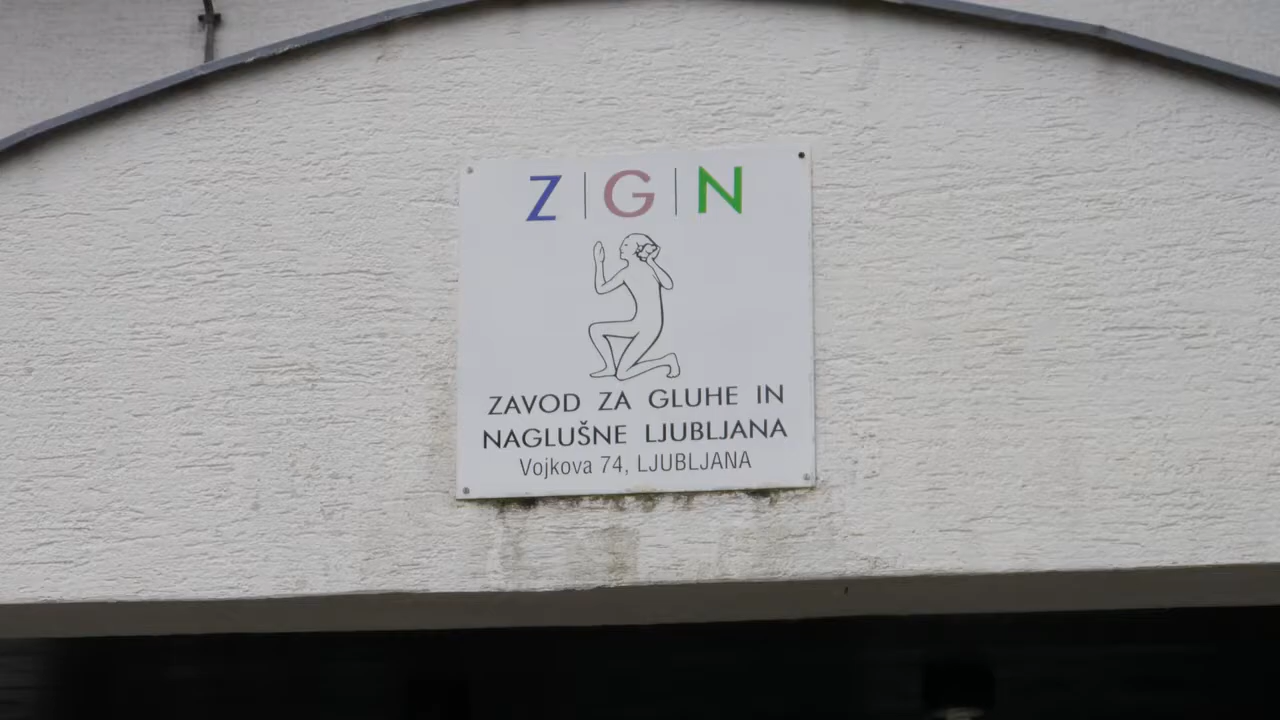 Z|G|N
ZAVOD ZA GLUHE IN
NAGLUŠNE LJUBLJANA
Vojkova 74, LJUBLJANA